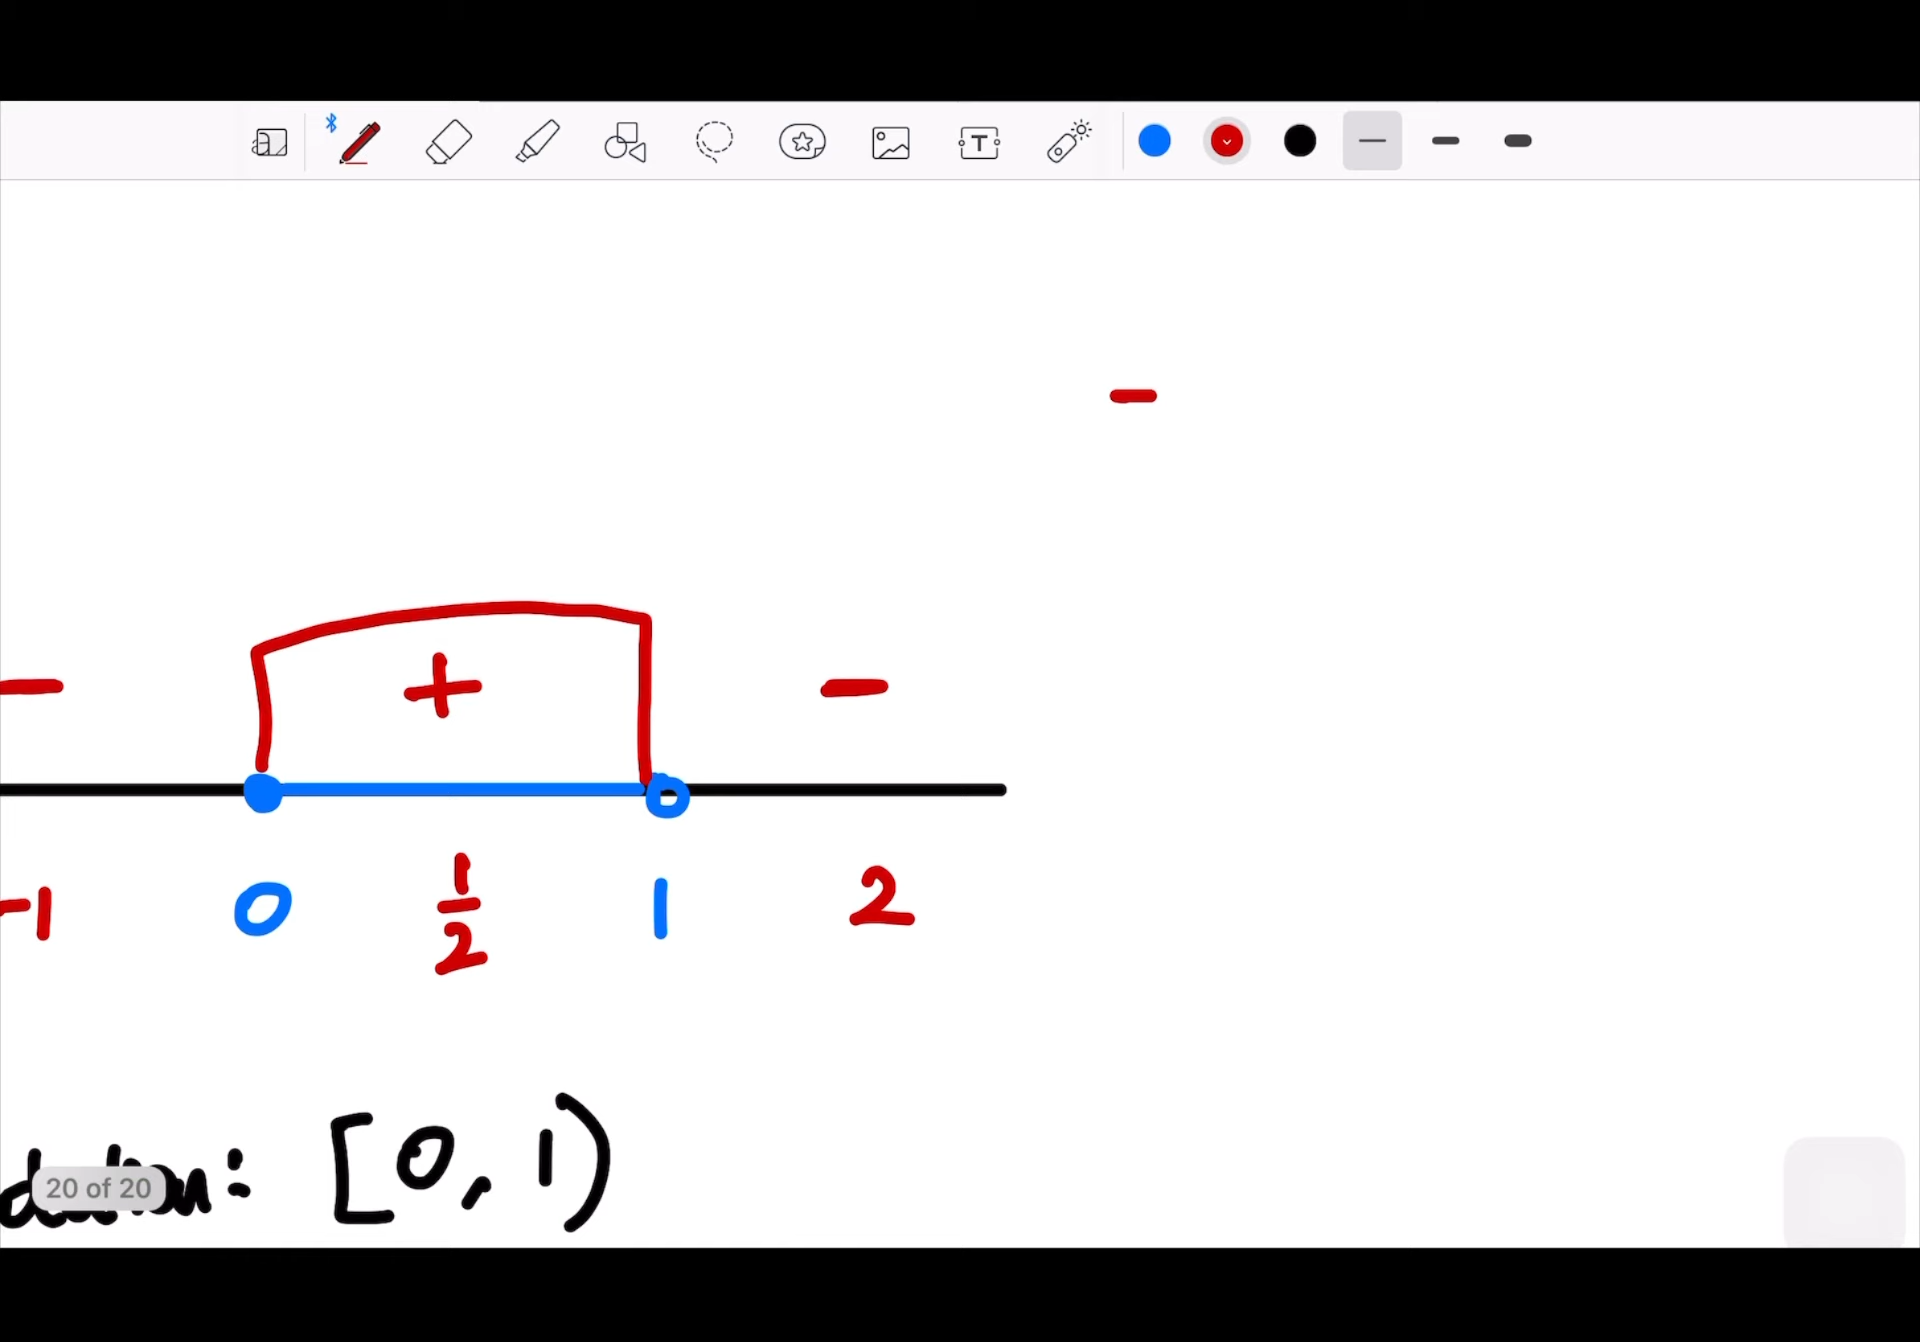 -
- + -
-1 0 1/2 1 2
: [0, 1)
20 of 20